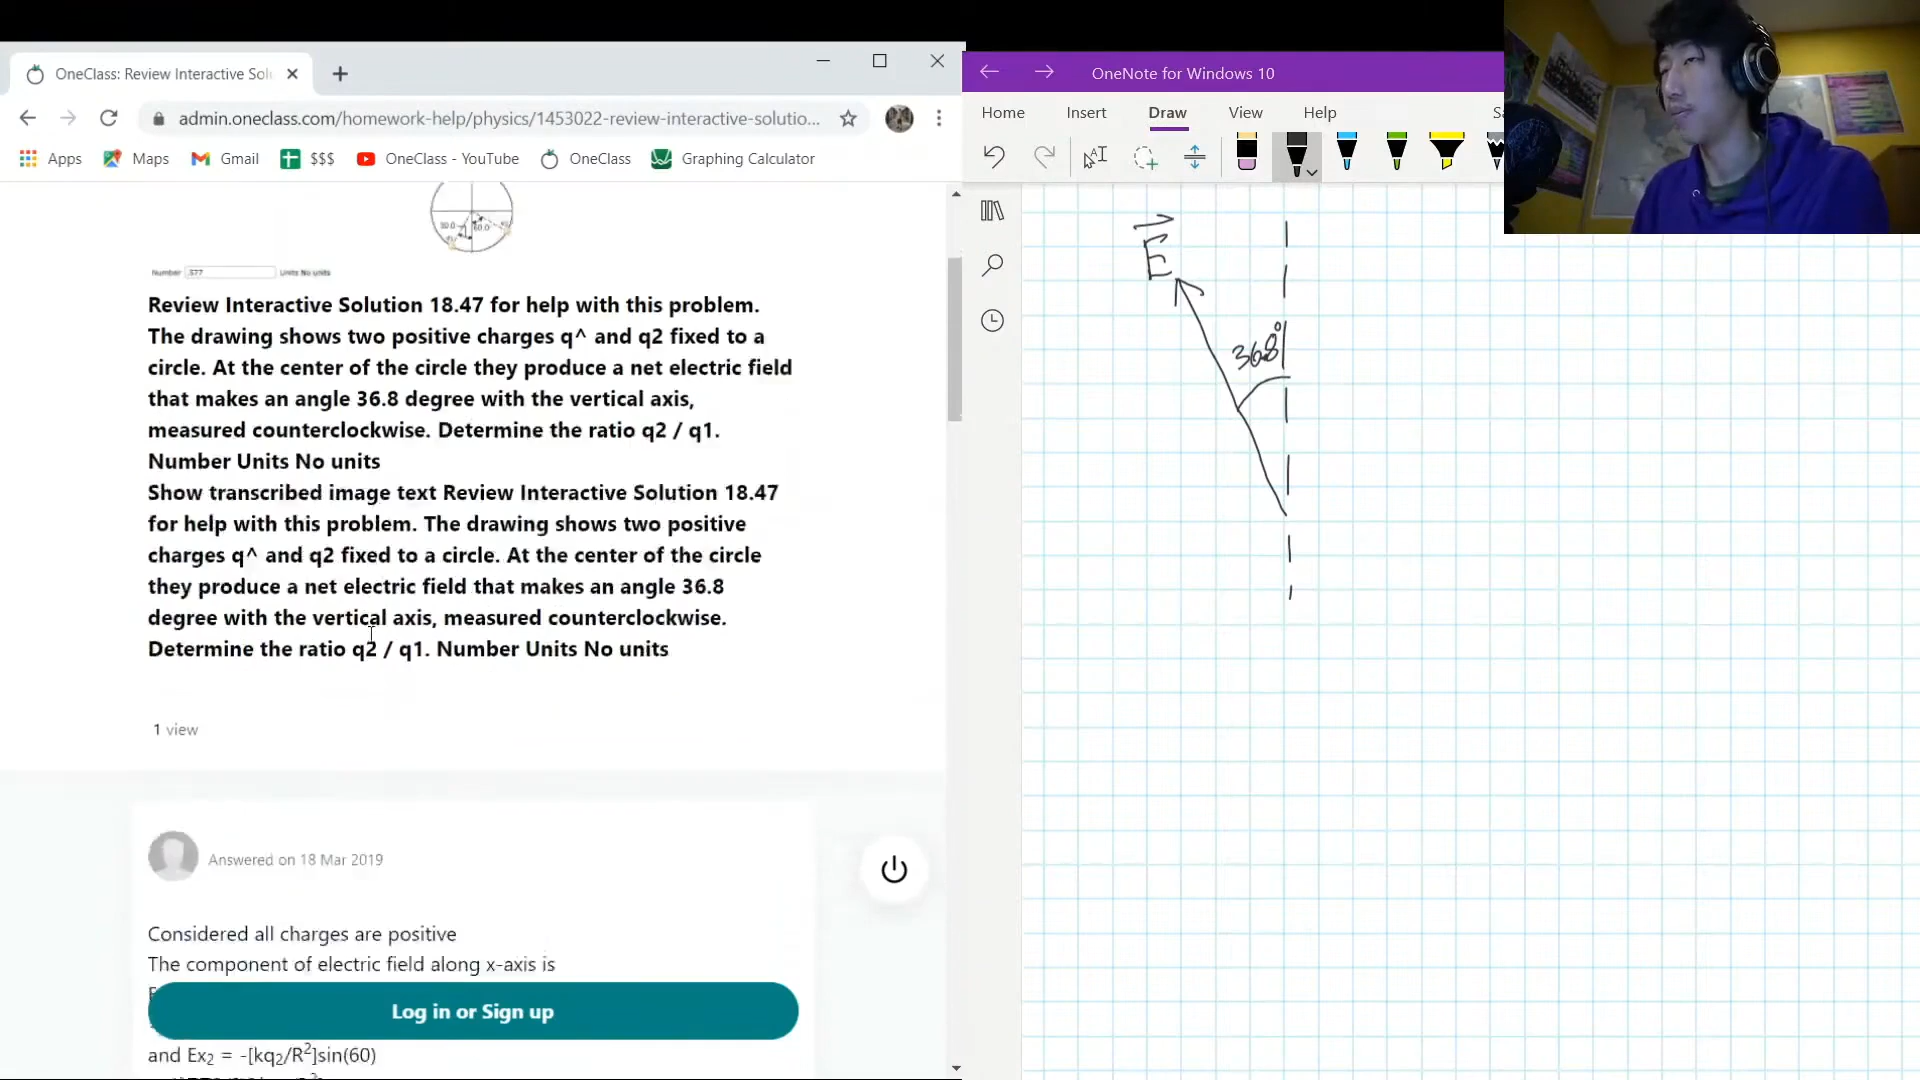 OneClass: Review Interactive Solu
admin.oneclass.com/homework-help/physics/1453022-review-interactive-solutio...
Apps Maps Gmail $$$ OneClass - YouTube OneClass Graphing Calculator
30.0 60.0
Number .577 Units No units
Review Interactive Solution 18.47 for help with this problem.
The drawing shows two positive charges q^ and q2 fixed to a
circle. At the center of the circle they produce a net electric field
that makes an angle 36.8 degree with the vertical axis,
measured counterclockwise. Determine the ratio q2 / q1.
Number Units No units
Show transcribed image text Review Interactive Solution 18.47
for help with this problem. The drawing shows two positive
charges q^ and q2 fixed to a circle. At the center of the circle
they produce a net electric field that makes an angle 36.8
degree with the vertical axis, measured counterclockwise.
Determine the ratio q2 / q1. Number Units No units
1 view
Answered on 18 Mar 2019
Considered all charges are positive
The component of electric field along x-axis is
Log in or Sign up
and Ex₂ = -[kq₂/R²]sin(60)
OneNote for Windows 10
Home Insert Draw View Help
E
36.8°